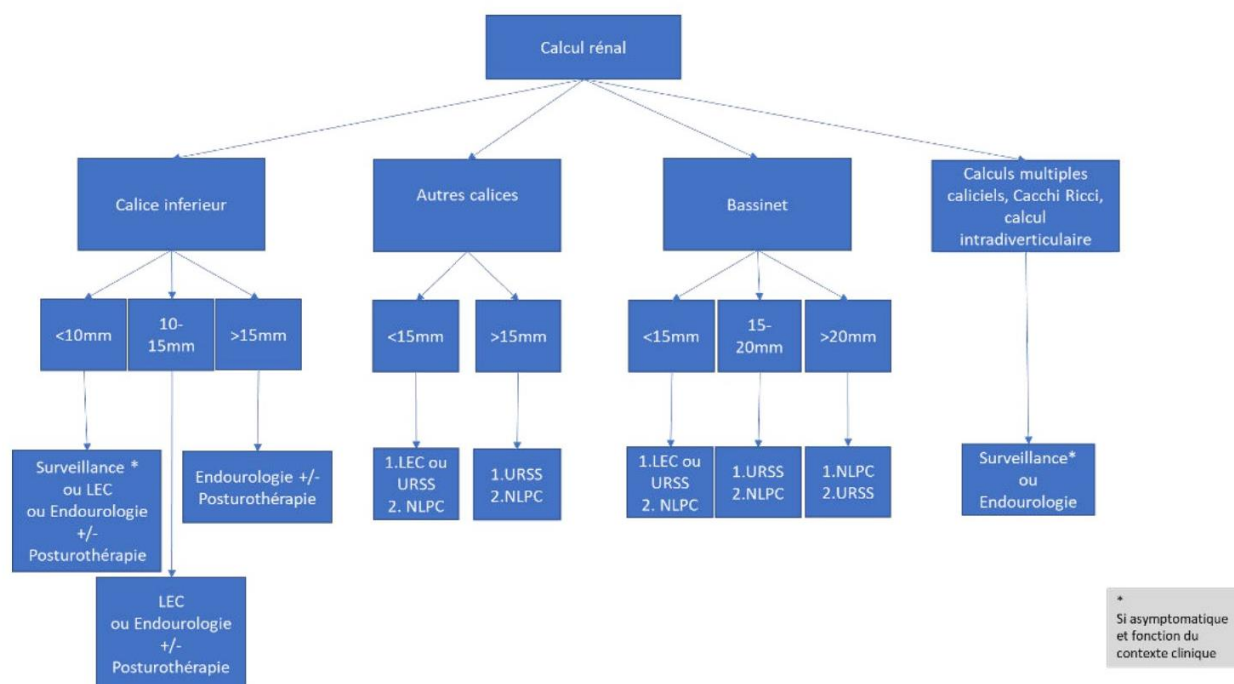 Calcul rénal
Calice inferieur
Autres calices
Bassinet
Calculs multiples
caliciels, Cacchi Ricci,
calcul
intradiverticulaire
<10mm
10-
15mm
>15mm
<15mm
>15mm
<15mm
15-
20mm
>20mm
Surveillance *
ou LEC
ou Endourologie
+/-
Posturothérapie
Endourologie +/-
Posturothérapie
1.LEC ou
URSS
2. NLPC
1.URSS
2.NLPC
1.LEC ou
URSS
2. NLPC
1.URSS
2.NLPC
1.NLPC
2.URSS
Surveillance*
ou
Endourologie
LEC
ou Endourologie
+/-
Posturothérapie
*
Si asymptomatique
et fonction du
contexte clinique